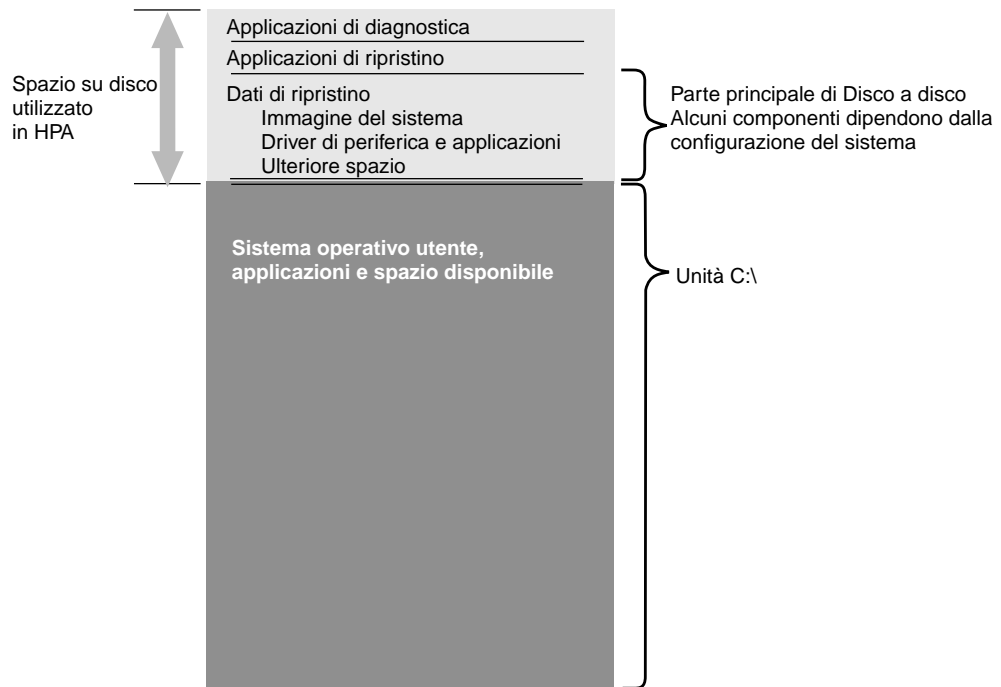 Applicazioni di diagnostica
Applicazioni di ripristino
Spazio su disco
utilizzato
in HPA
Dati di ripristino
Immagine del sistema
Driver di periferica e applicazioni
Ulteriore spazio
Parte principale di Disco a disco
Alcuni componenti dipendono dalla
configurazione del sistema
Sistema operativo utente,
applicazioni e spazio disponibile
Unità C:\